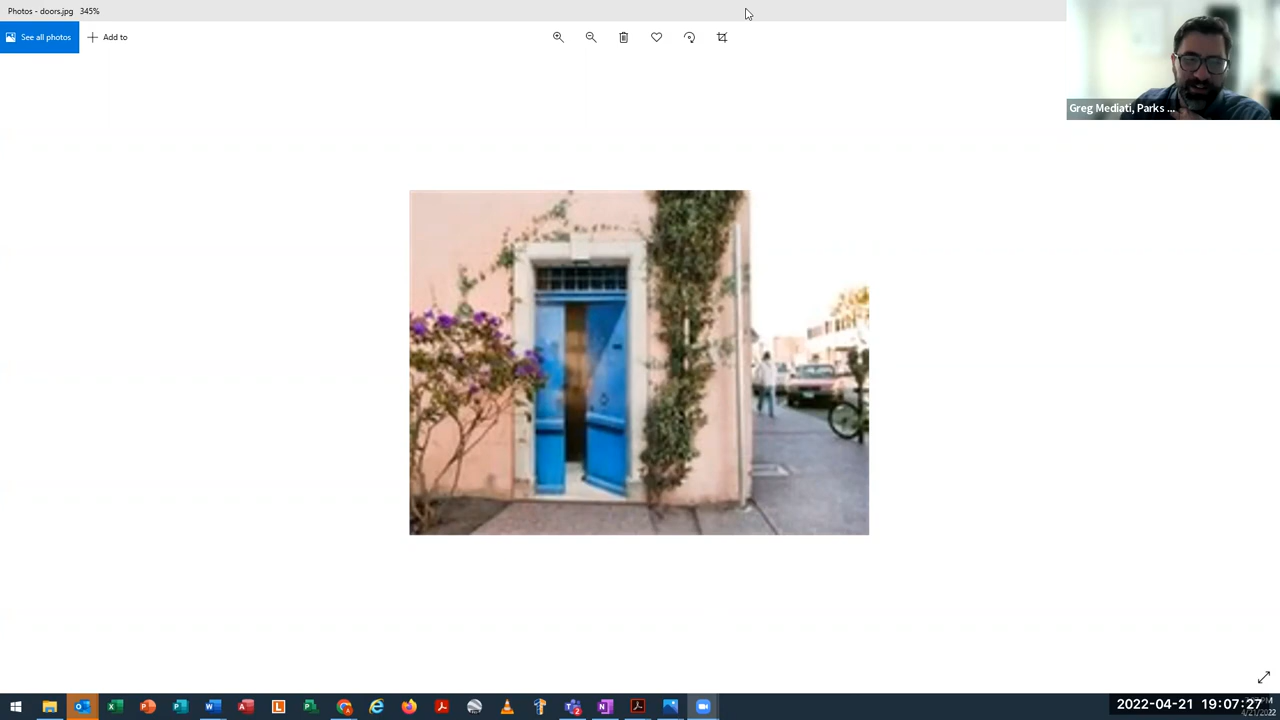 Photos - doors.jpg 345%
See all photos
Add to
Greg Mediati, Parks ...
2022-04-21 19:07:27